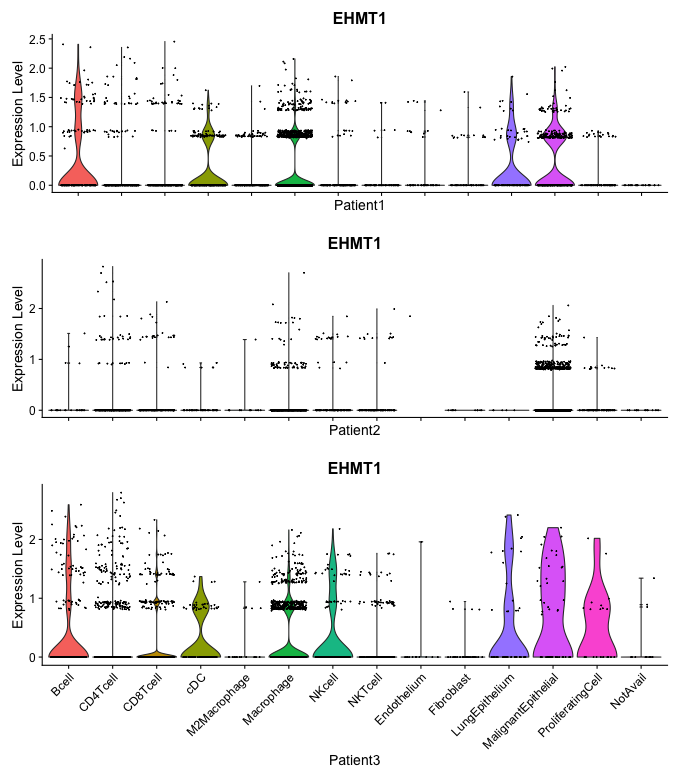 EHMT1
Expression Level
2.5
2.0
1.5
1.0
0.5
0.0
Patient1
EHMT1
Expression Level
2
1
0
Patient2
EHMT1
Expression Level
2
1
0
Bcell
CD4Tcell
CD8Tcell
cDC
M2Macrophage
Macrophage
NKcell
NKTcell
Endothelium
Fibroblast
LungEpithelium
MalignantEpithelial
ProliferatingCell
NotAvail
Patient3